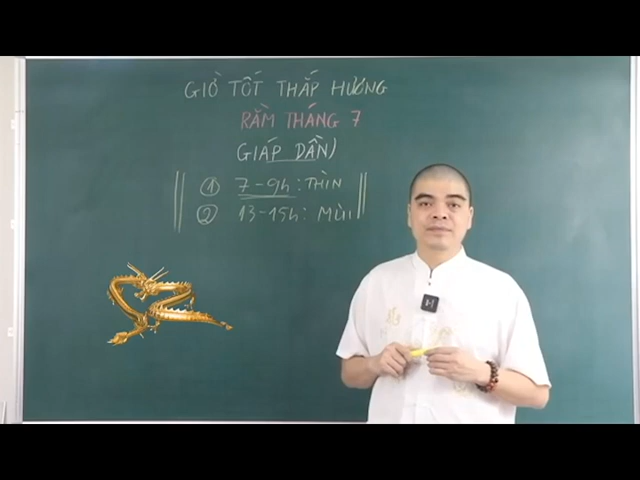 GIỜ TỐT THẮP HƯƠNG
RẰM THÁNG 7
GIÁP DẦN)
① 7-9h: THÌN
② 13-15h: MÙI